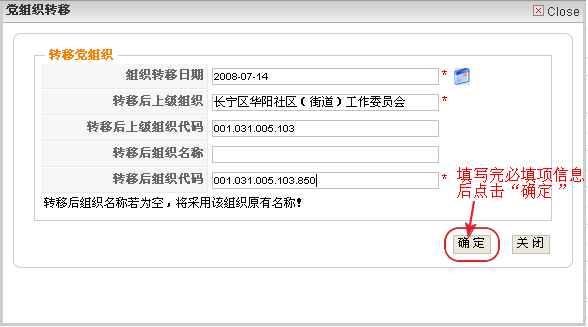 党组织转移
Close
转移党组织
组织转移日期 2008-07-14 *
转移后上级组织 长宁区华阳社区（街道）工作委员会 *
转移后上级组织代码 001.031.005.103
转移后组织名称
转移后组织代码 001.031.005.103.850 *
转移后组织名称若为空，将采用该组织原有名称！
填写完必填项信息
后点击“确定 ”
确 定
关 闭